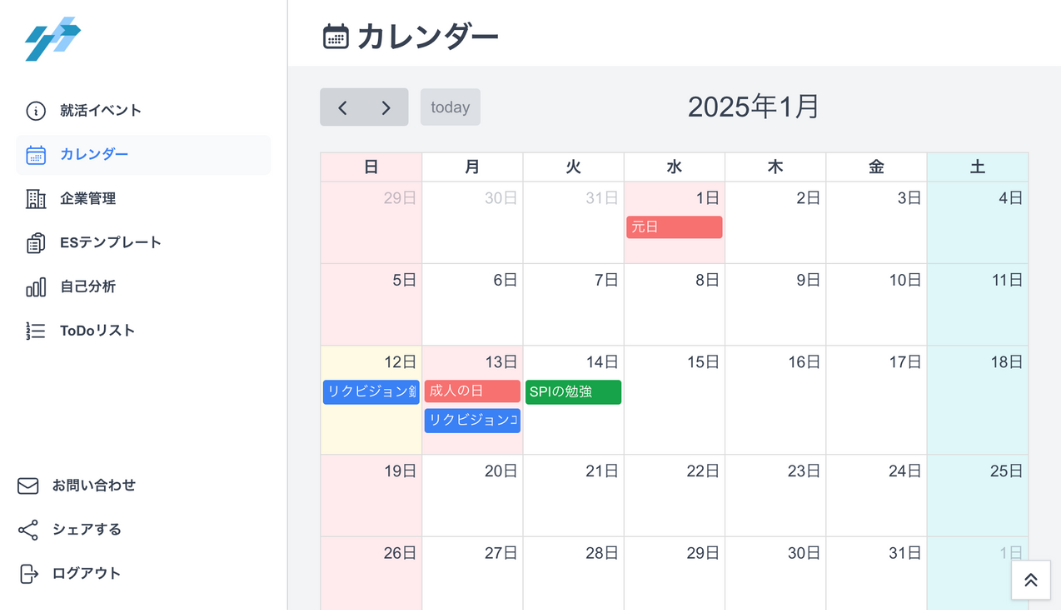 カレンダー
就活イベント
カレンダー
企業管理
ESテンプレート
自己分析
ToDoリスト
お問い合わせ
シェアする
ログアウト
today
2025年1月
日 月 火 水 木 金 土
29日 30日 31日 1日 2日 3日 4日
元日
5日 6日 7日 8日 9日 10日 11日
12日 13日 14日 15日 16日 17日 18日
リクビジョン 成人の日 SPIの勉強
リクビジョンエ
19日 20日 21日 22日 23日 24日 25日
26日 27日 28日 29日 30日 31日 1日